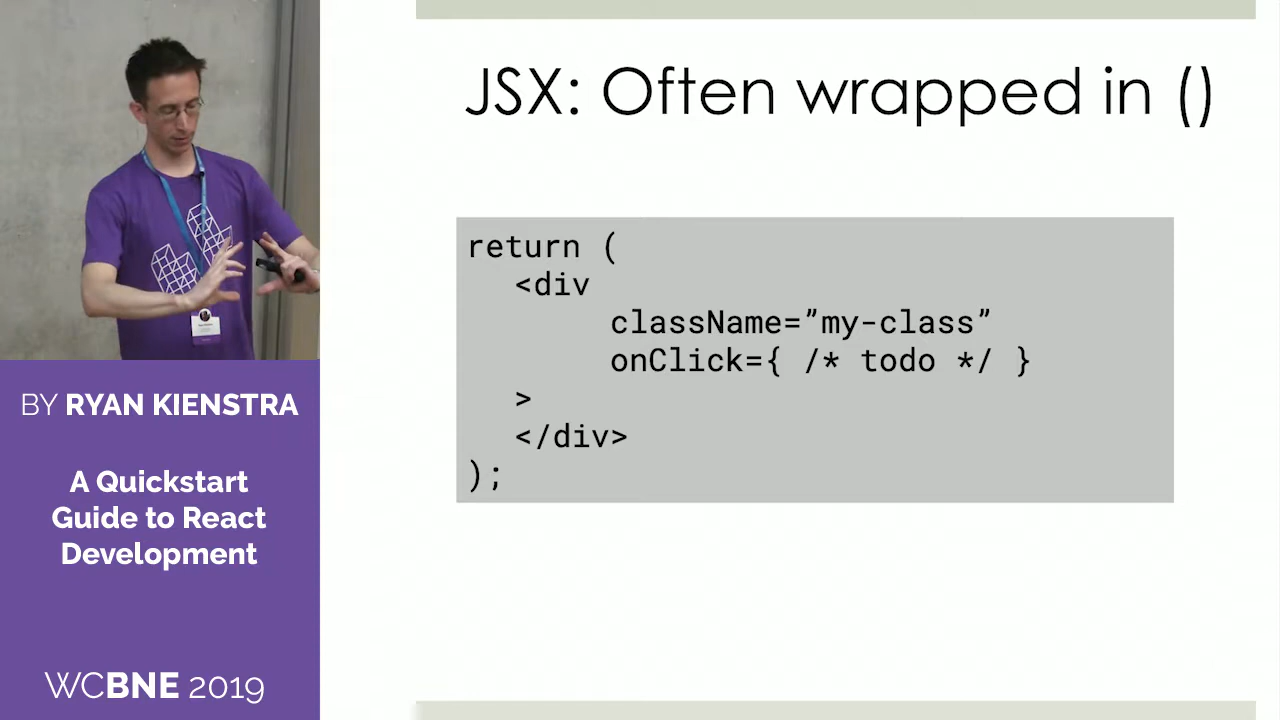 JSX: Often wrapped in ()
return (
<div
className=”my-class”
onClick={ /* todo */ }
>
</div>
);
BY RYAN KIENSTRA
A Quickstart
Guide to React
Development
WCBNE 2019